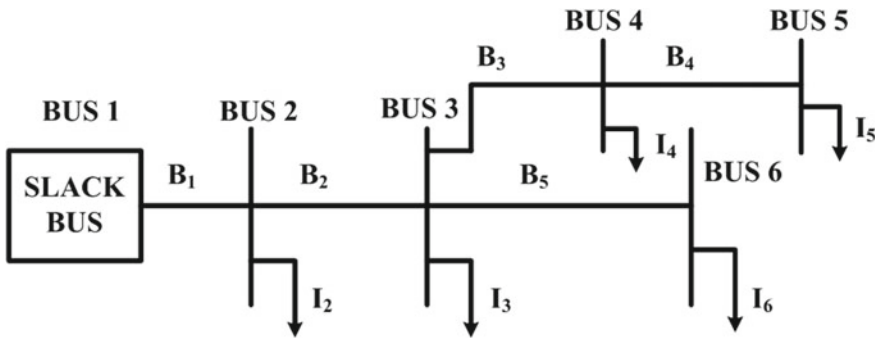 BUS 4
BUS 5
B₃
B₄
BUS 1
BUS 2
BUS 3
I₄
I₅
B₁
B₂
B₅
BUS 6
SLACK
BUS
I₂
I₃
I₆